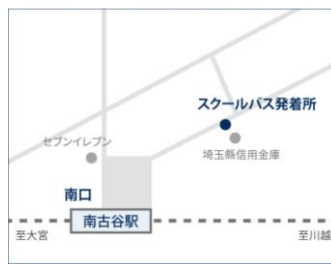 スクールバス発着所
セブンイレブン
埼玉縣信用金庫
南口
南古谷駅
至大宮
至川越